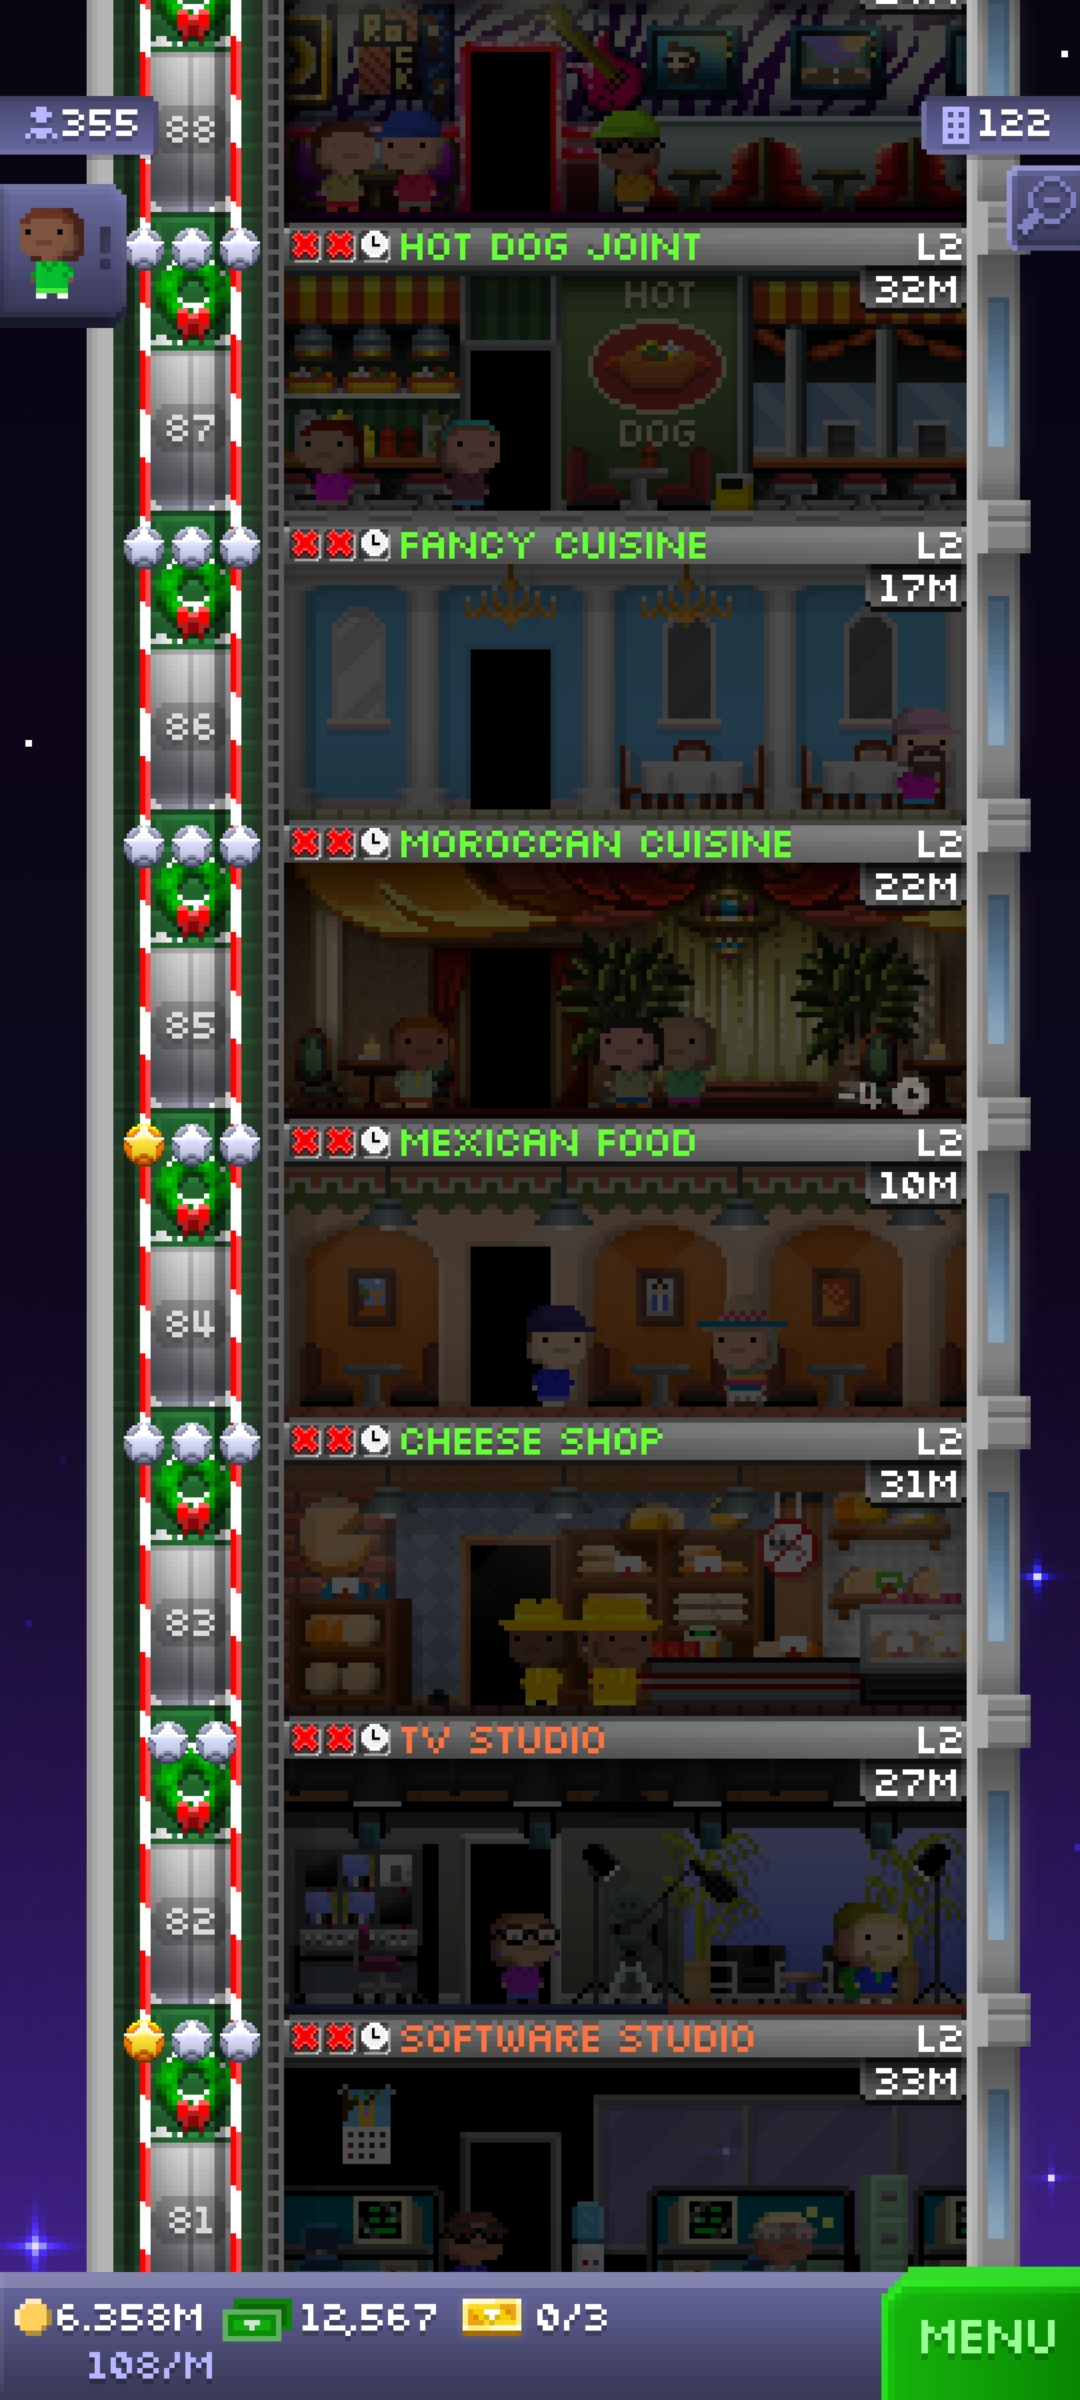 88
355
122
HOT DOG JOINT L2
32M
HOT
DOG
87
FANCY CUISINE L2
17M
86
MOROCCAN CUISINE L2
22M
85
-4
MEXICAN FOOD L2
10M
84
CHEESE SHOP L2
31M
83
TV STUDIO L2
27M
82
SOFTWARE STUDIO L2
33M
81
6.358M 12,567 0/3
108/M
MENU